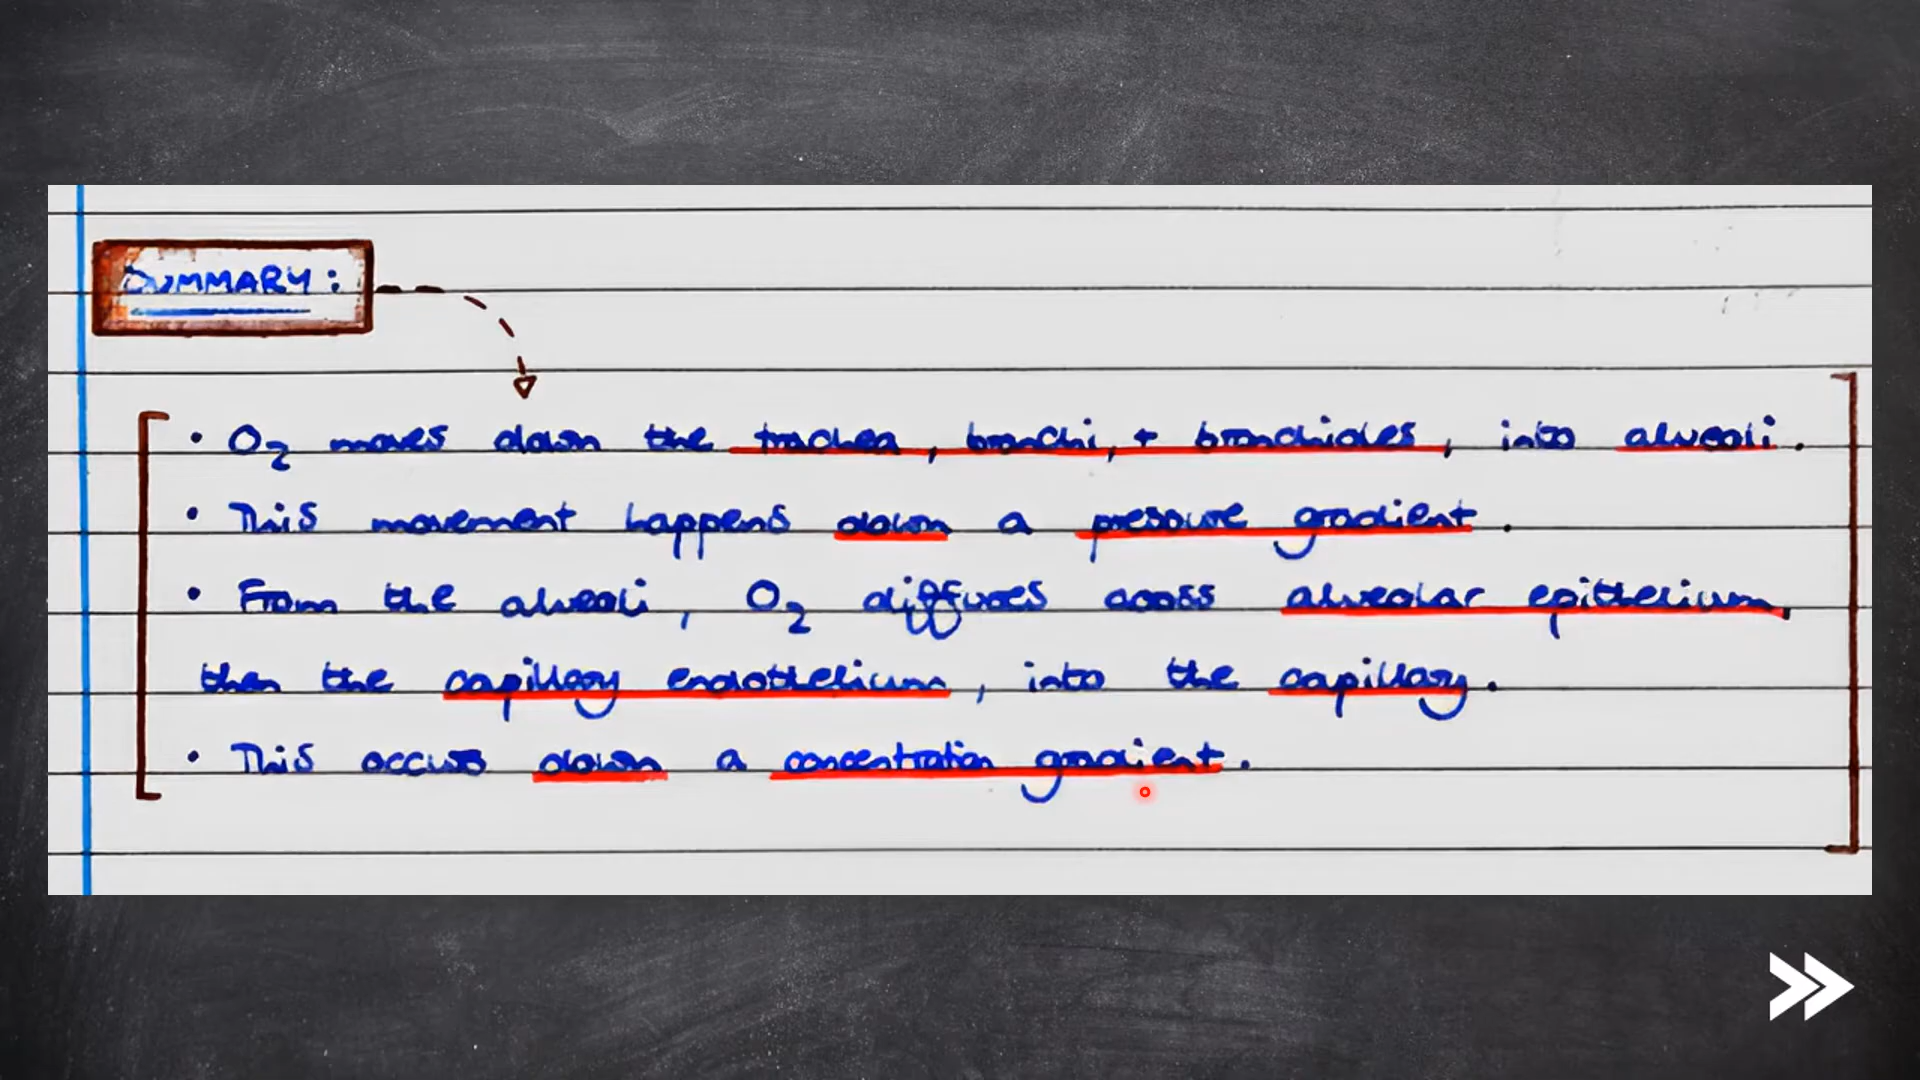 SUMMARY:
• O₂ moves down the trachea, bronchi, + bronchioles, into alveoli.
• This movement happens down a pressure gradient.
• From the alveoli, O₂ diffuses across alveolar epithelium,
then the capillary endothelium, into the capillary.
• This occurs down a concentration gradient.